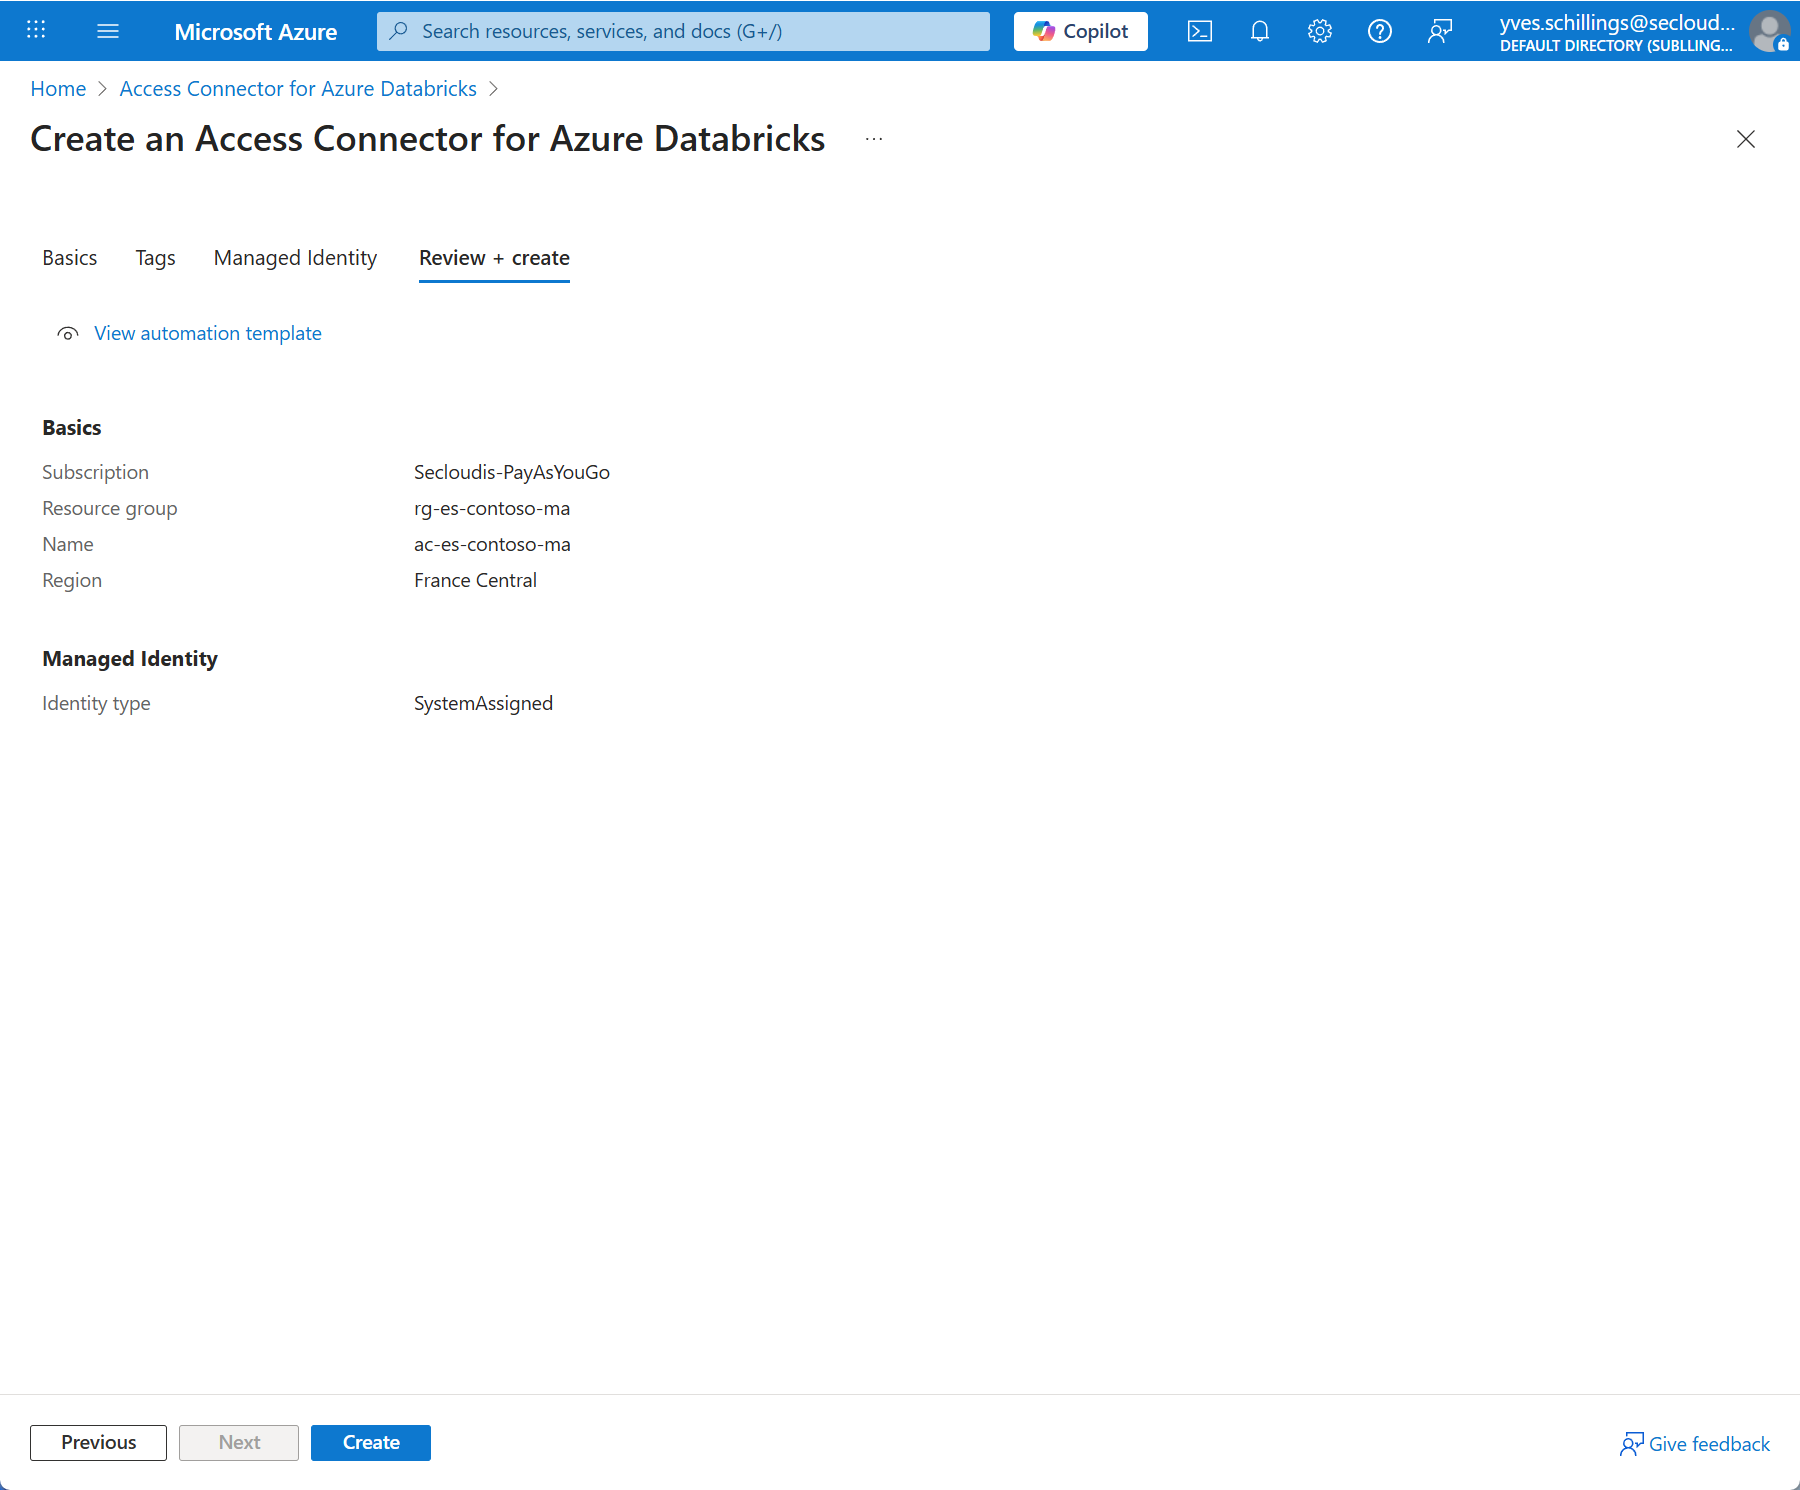 Microsoft Azure
Search resources, services, and docs (G+/)
Copilot
yves.schillings@secloud...
DEFAULT DIRECTORY (SUBLLING...
Home > Access Connector for Azure Databricks >
Create an Access Connector for Azure Databricks ...
Basics Tags Managed Identity Review + create
View automation template
Basics
Subscription Secloudis-PayAsYouGo
Resource group rg-es-contoso-ma
Name ac-es-contoso-ma
Region France Central
Managed Identity
Identity type SystemAssigned
Previous Next Create
Give feedback